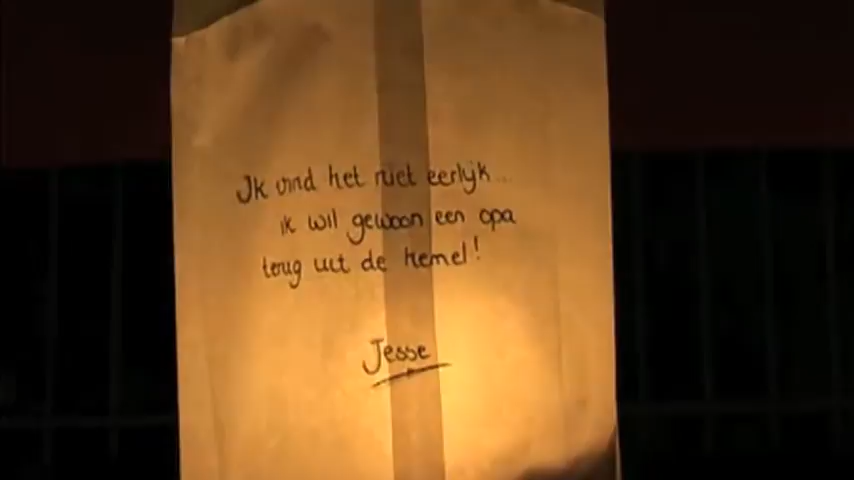 Ik vind het niet eerlijk...
ik wil gewoon een opa
terug uit de hemel!
Jesse